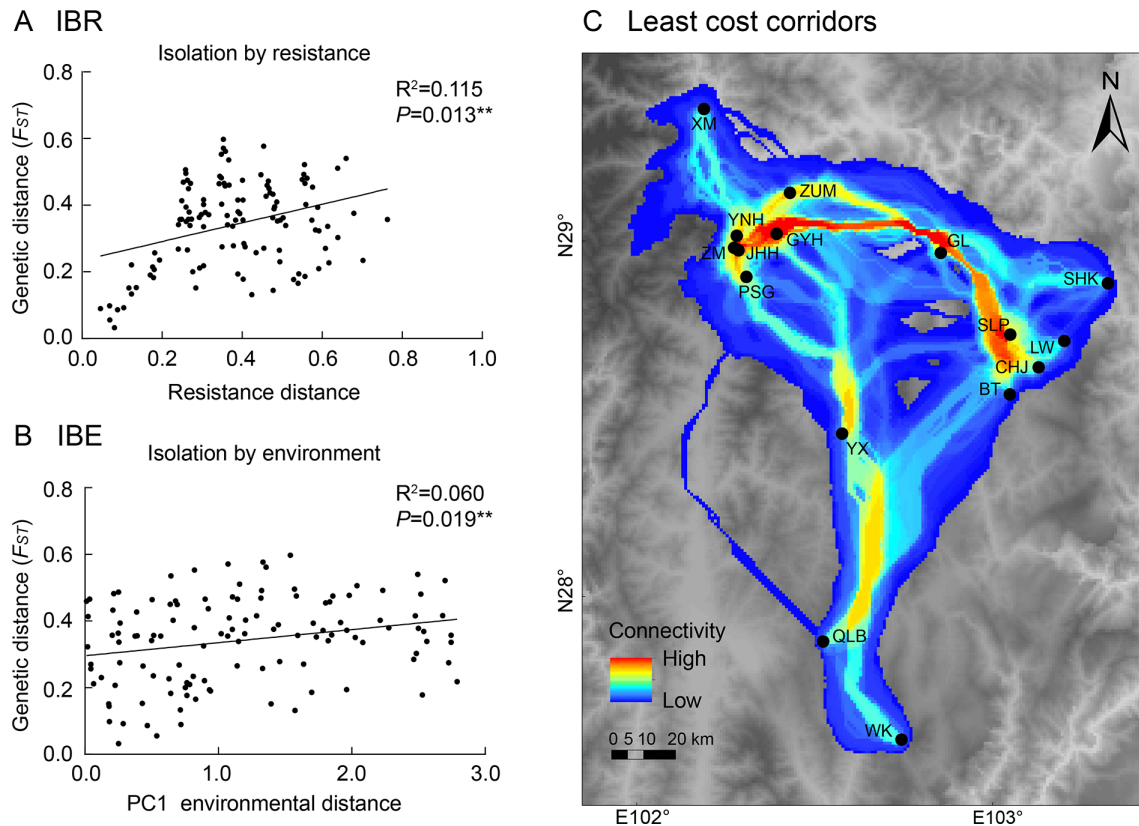 A IBR
Isolation by resistance
R²=0.115
P=0.013**
Genetic distance (FST)
0.8
0.6
0.4
0.2
0.0
0.0 0.2 0.4 0.6 0.8 1.0
Resistance distance
B IBE
Isolation by environment
R²=0.060
P=0.019**
Genetic distance (FST)
0.8
0.6
0.4
0.2
0.0
0.0 1.0 2.0 3.0
PC1 environmental distance
C Least cost corridors
N
XM
ZUM
YNH
GYH
GL
ZM
JHH
PSG
SHK
SLP
LW
CHJ
BT
YX
QLB
WK
N29°
N28°
Connectivity
High
Low
0 5 10 20 km
E102° E103°